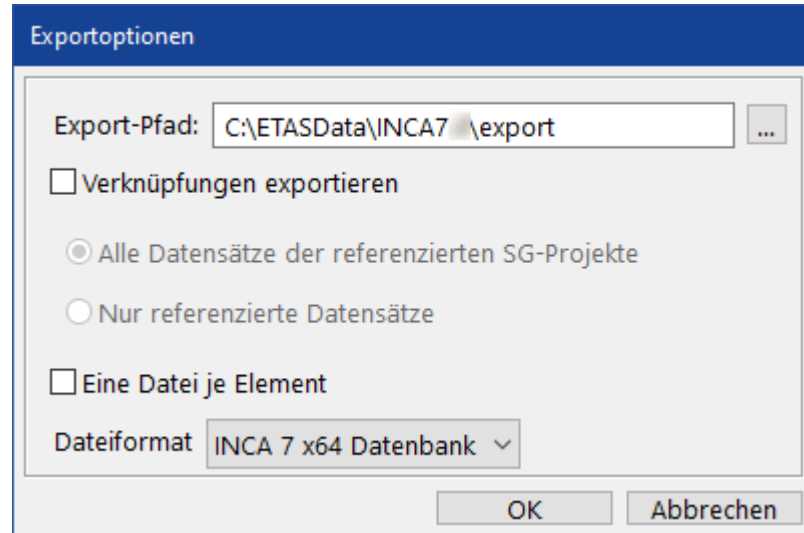 Exportoptionen
Export-Pfad: C:\ETASData\INCA7 \export ...
Verknüpfungen exportieren
Alle Datensätze der referenzierten SG-Projekte
Nur referenzierte Datensätze
Eine Datei je Element
Dateiformat INCA 7 x64 Datenbank
OK Abbrechen